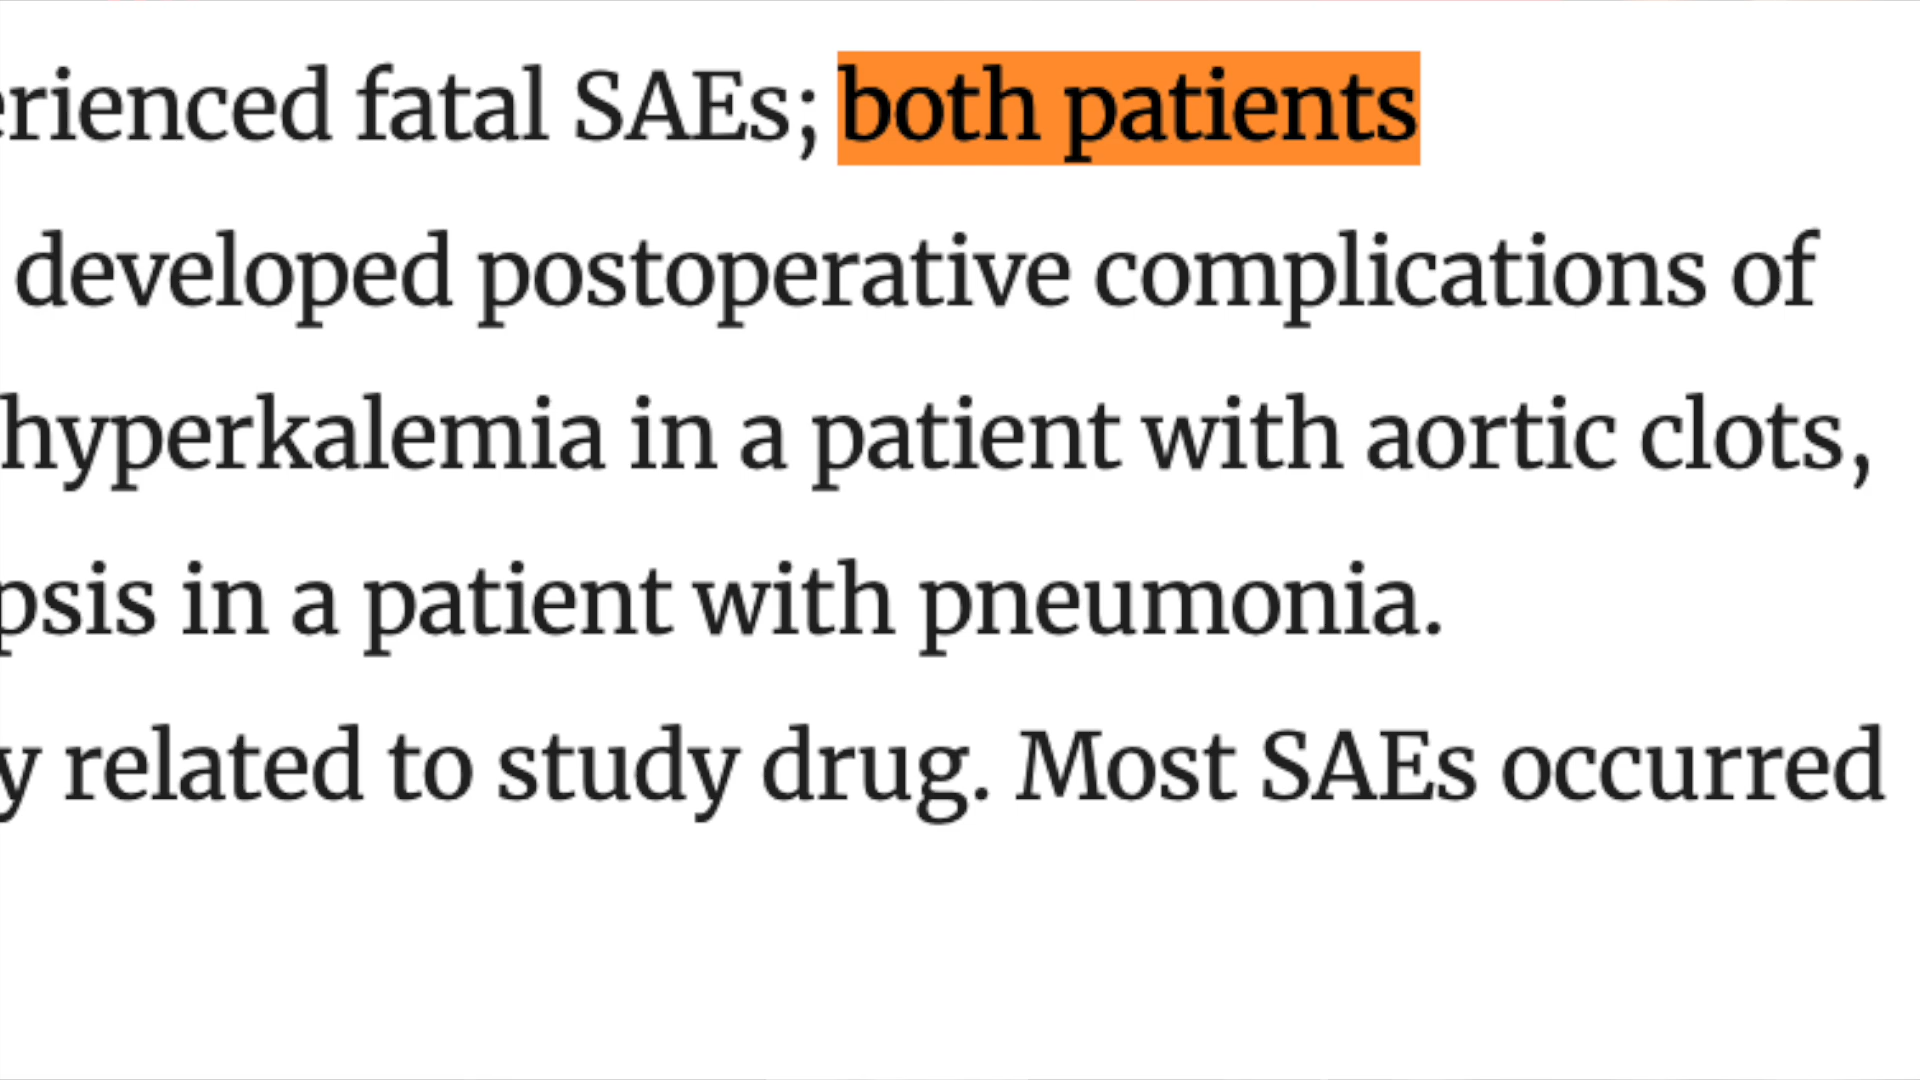 erienced fatal SAEs; both patients
developed postoperative complications of
hyperkalemia in a patient with aortic clots,
psis in a patient with pneumonia.
y related to study drug. Most SAEs occurred